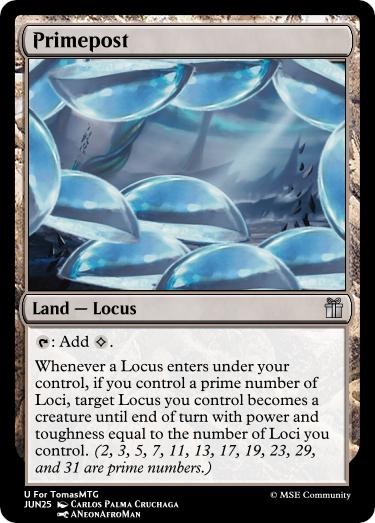 Primepost
Land — Locus
: Add .
Whenever a Locus enters under your
control, if you control a prime number of
Loci, target Locus you control becomes a
creature until end of turn with power and
toughness equal to the number of Loci you
control. (2, 3, 5, 7, 11, 13, 17, 19, 23, 29,
and 31 are prime numbers.)
U For TomasMTG
JUN25 Carlos Palma Cruchaga
ANeonAfroMan
© MSE Community